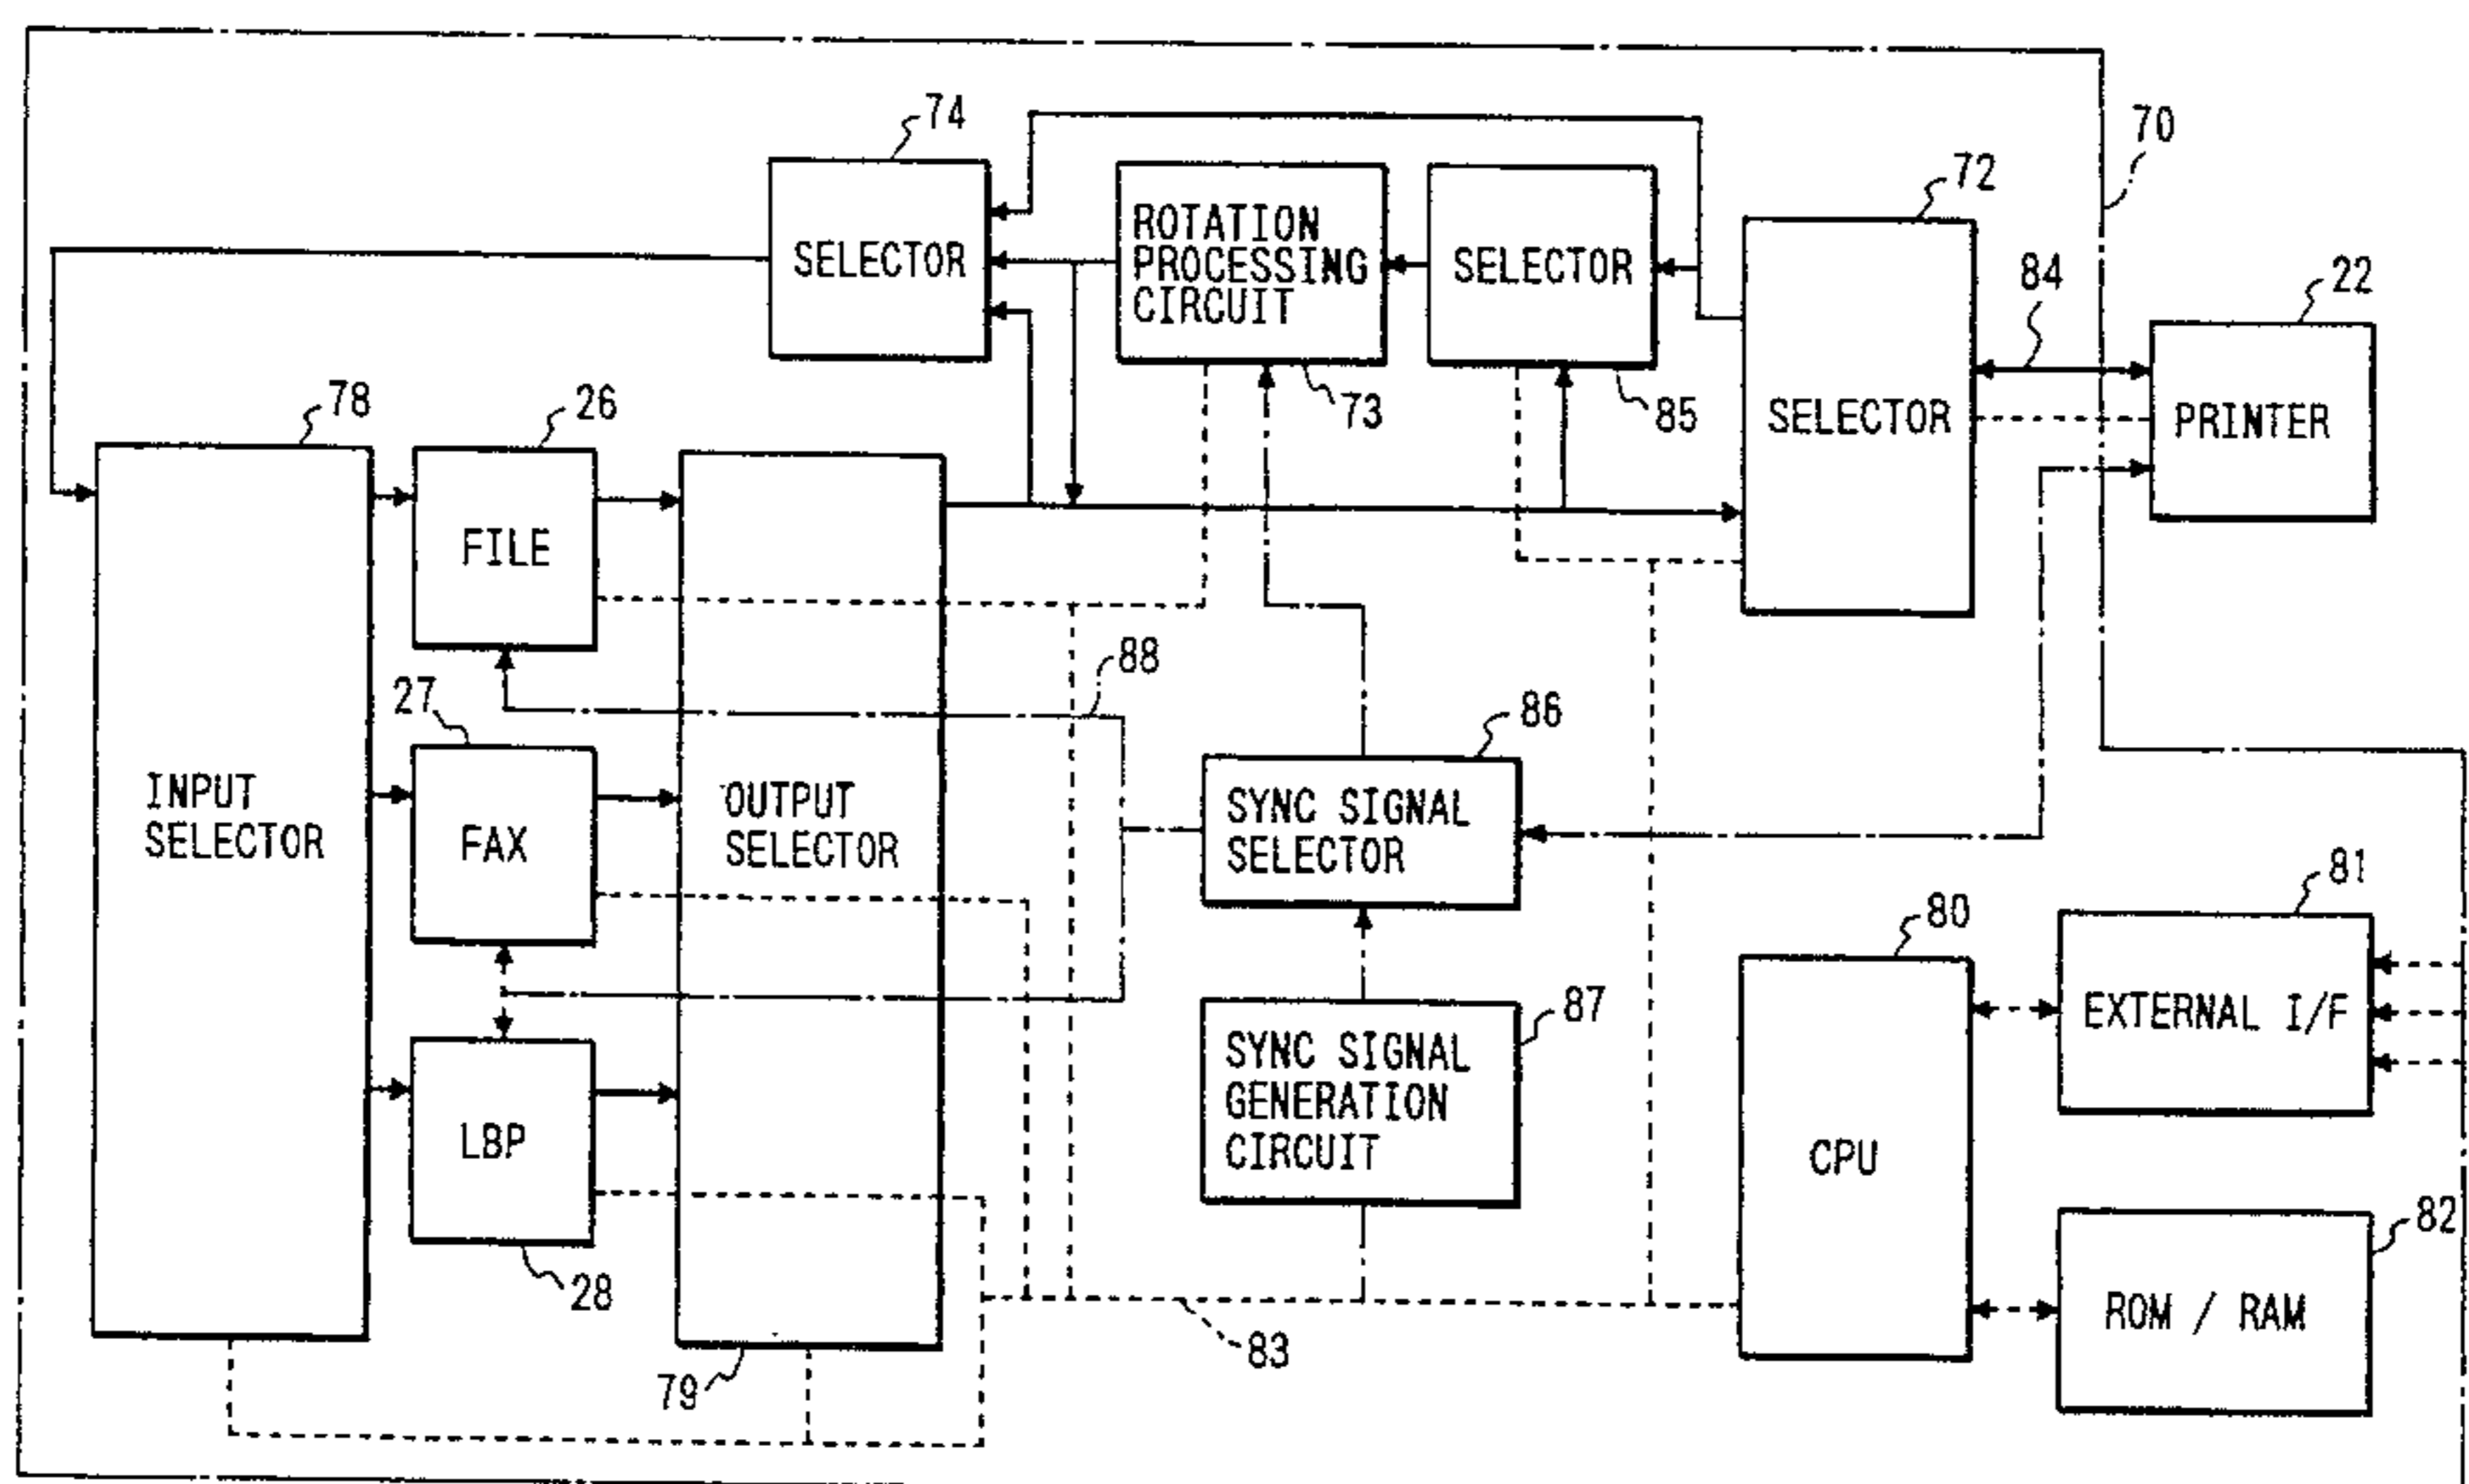 74
70
72
ROTATION
PROCESSING
CIRCUIT
SELECTOR
SELECTOR
84
22
78
26
73
85
SELECTOR
PRINTER
FILE
88
27
86
INPUT
SELECTOR
FAX
OUTPUT
SELECTOR
SYNC SIGNAL
SELECTOR
81
80
87
EXTERNAL I/F
SYNC SIGNAL
GENERATION
CIRCUIT
LBP
CPU
82
28
ROM / RAM
83
79